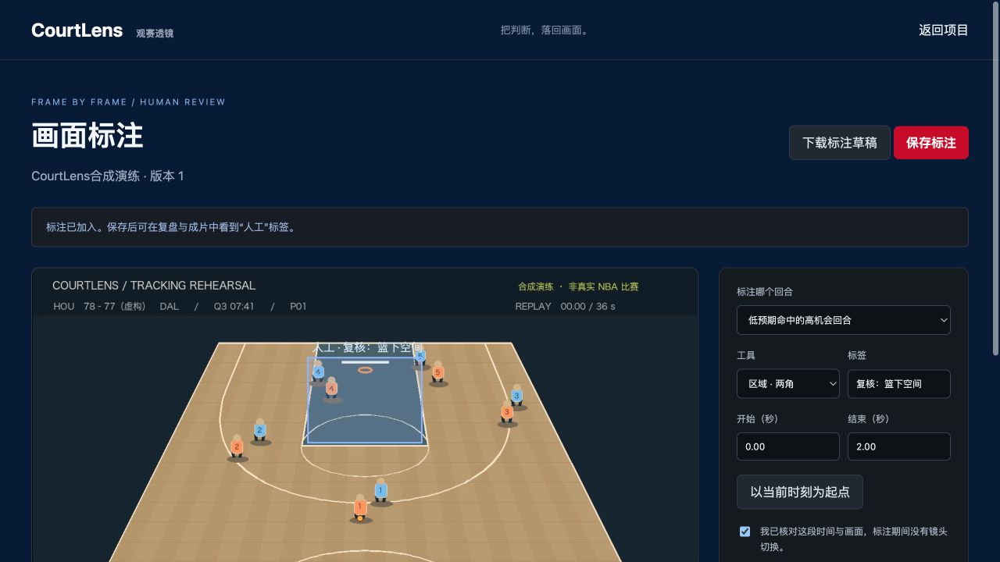 CourtLens 观赛透镜
把判断，落回画面。
返回项目
FRAME BY FRAME / HUMAN REVIEW
画面标注
下载标注草稿
保存标注
CourtLens合成演练 · 版本 1
标注已加入。保存后可在复盘与成片中看到“人工”标签。
COURTLENS / TRACKING REHEARSAL
合成演练 · 非真实 NBA 比赛
HOU 78 - 77（虚构） DAL / Q3 07:41 / P01
REPLAY 00.00 / 36 s
人工 · 复核：篮下空间
5
4
5
4
3
3
2
2
1
1
标注哪个回合
低预期命中的高机会回合
工具
标签
区域 · 两角
复核：篮下空间
开始（秒）
结束（秒）
0.00
2.00
以当前时刻为起点
我已核对这段时间与画面，标注期间没有镜头
切换。